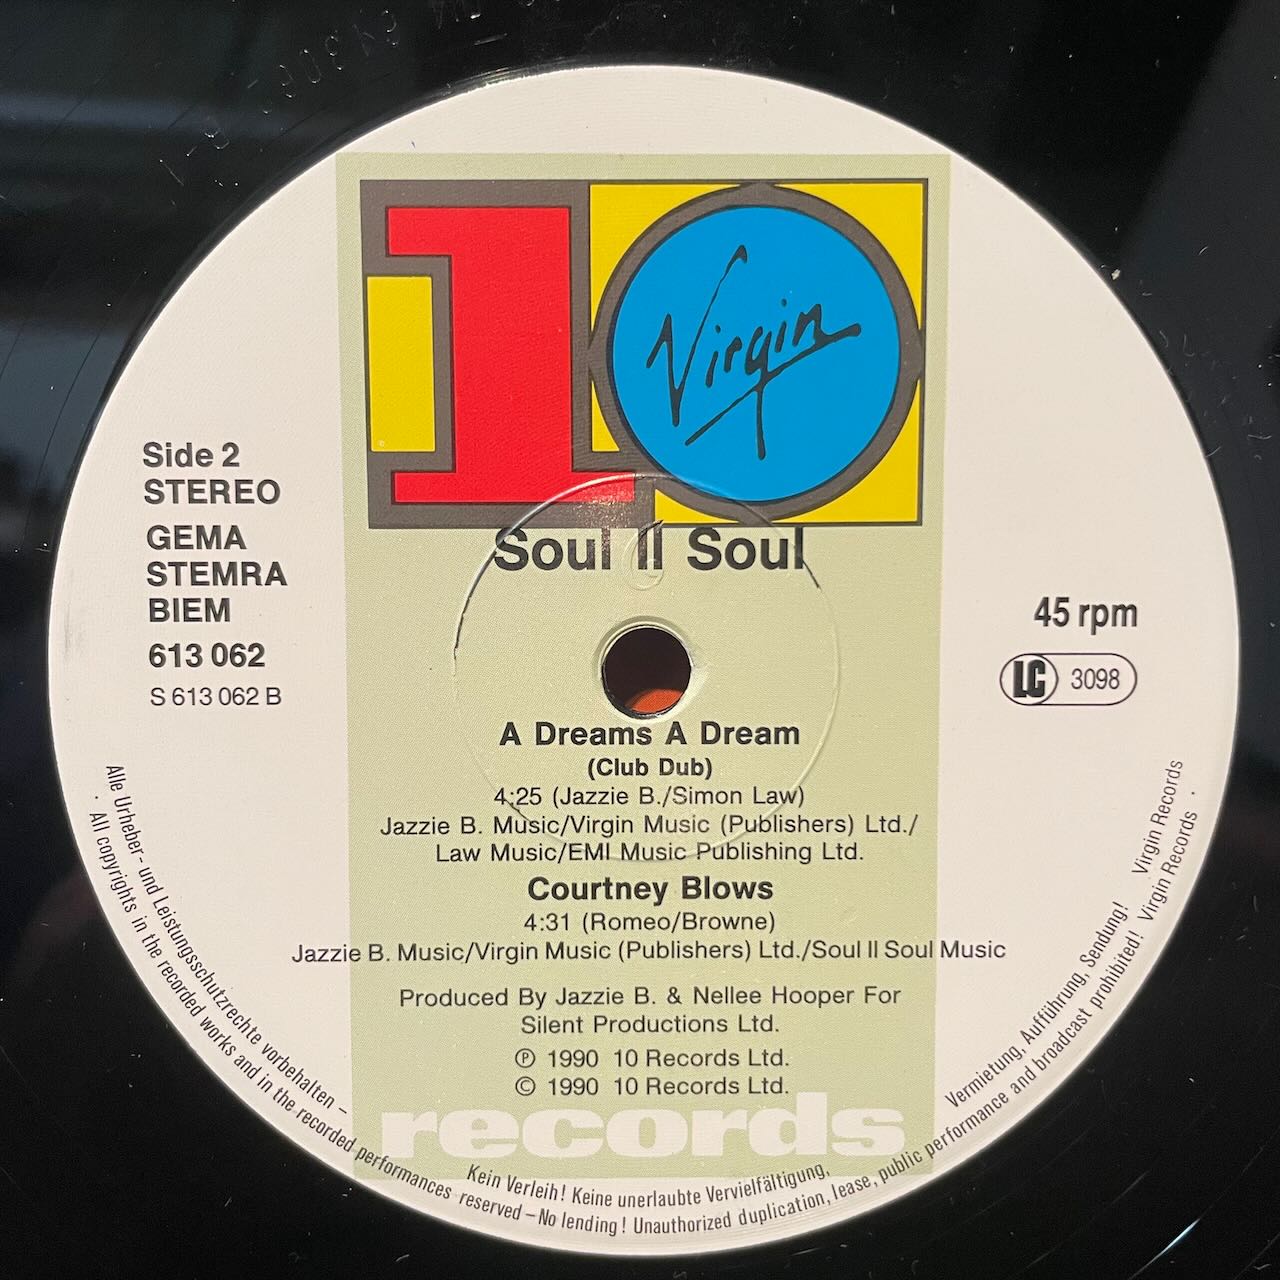 10
Virgin
Soul II Soul
Side 2
STEREO
GEMA
STEMRA
BIEM
613 062
S 613 062 B
45 rpm
LC 3098
A Dreams A Dream
(Club Dub)
4:25 (Jazzie B./Simon Law)
Jazzie B. Music/Virgin Music (Publishers) Ltd./
Law Music/EMI Music Publishing Ltd.
Courtney Blows
4:31 (Romeo/Browne)
Jazzie B. Music/Virgin Music (Publishers) Ltd./Soul II Soul Music
Produced By Jazzie B. & Nellee Hooper For
Silent Productions Ltd.
℗ 1990 10 Records Ltd.
© 1990 10 Records Ltd.
records
Alle Urheber- und Leistungsschutzrechte vorbehalten – Kein Verleih! Keine unerlaubte Vervielfältigung, Vermietung, Aufführung, Sendung! Virgin Records
· All copyrights in the recorded works and in the recorded performances reserved – No lending! Unauthorized duplication, lease, public performance and broadcast prohibited! Virgin Records ·